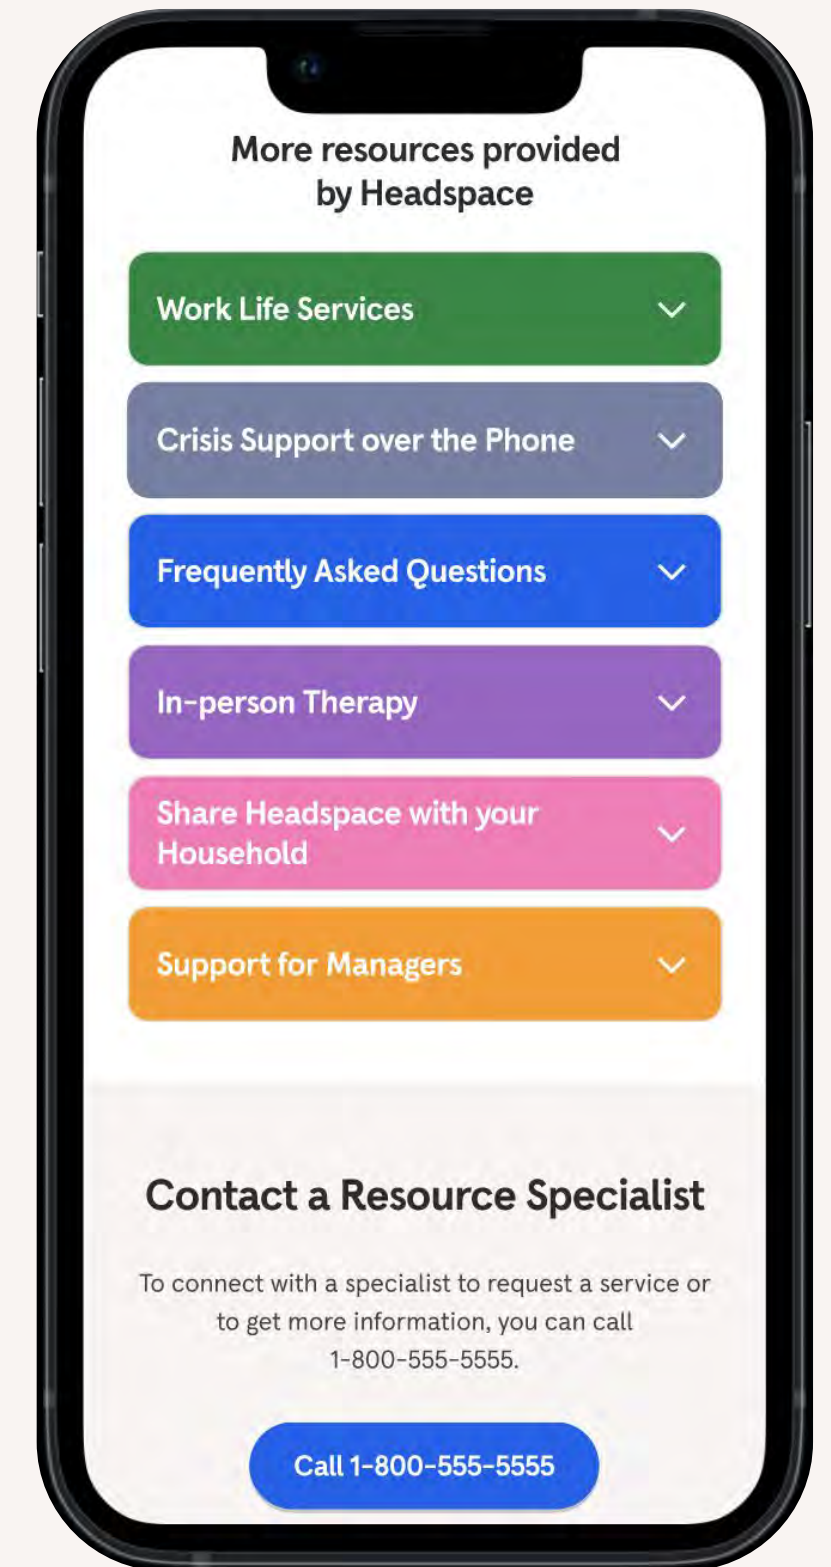 More resources provided
by Headspace
Work Life Services
Crisis Support over the Phone
Frequently Asked Questions
In-person Therapy
Share Headspace with your
Household
Support for Managers
Contact a Resource Specialist
To connect with a specialist to request a service or
to get more information, you can call
1-800-555-5555.
Call 1-800-555-5555